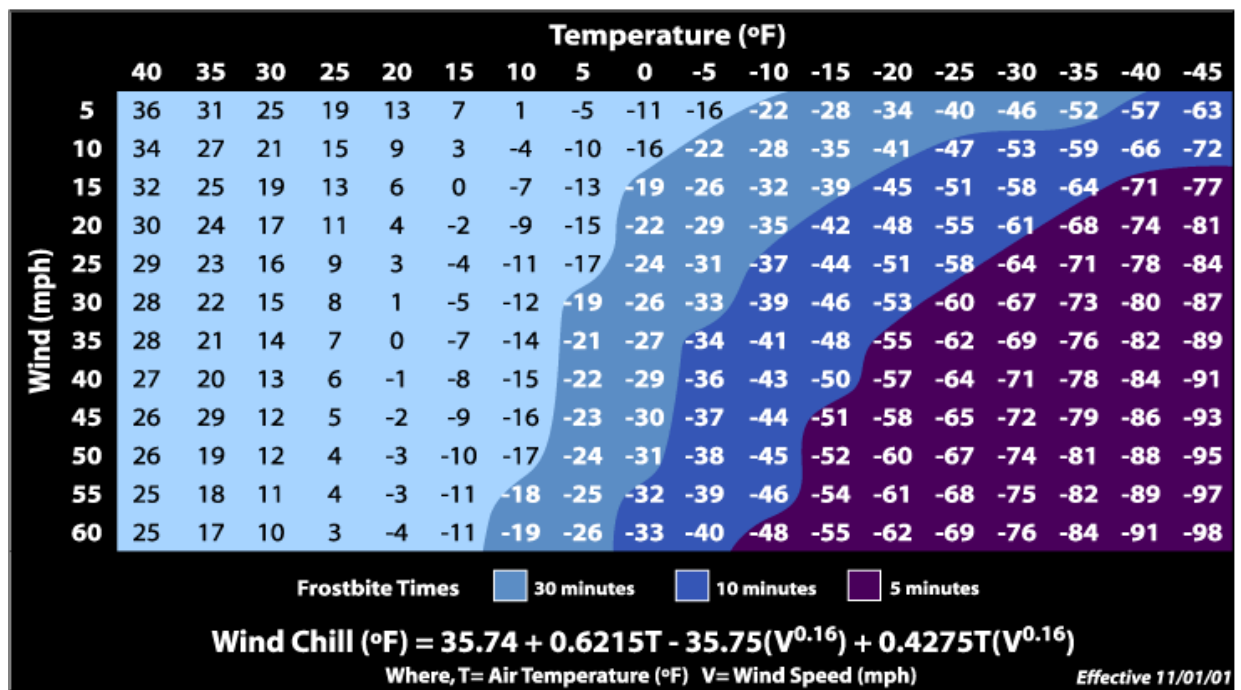 Temperature (ºF)
40 35 30 25 20 15 10 5 0 -5 -10 -15 -20 -25 -30 -35 -40 -45
Wind (mph)
5 36 31 25 19 13 7 1 -5 -11 -16 -22 -28 -34 -40 -46 -52 -57 -63
10 34 27 21 15 9 3 -4 -10 -16 -22 -28 -35 -41 -47 -53 -59 -66 -72
15 32 25 19 13 6 0 -7 -13 -19 -26 -32 -39 -45 -51 -58 -64 -71 -77
20 30 24 17 11 4 -2 -9 -15 -22 -29 -35 -42 -48 -55 -61 -68 -74 -81
25 29 23 16 9 3 -4 -11 -17 -24 -31 -37 -44 -51 -58 -64 -71 -78 -84
30 28 22 15 8 1 -5 -12 -19 -26 -33 -39 -46 -53 -60 -67 -73 -80 -87
35 28 21 14 7 0 -7 -14 -21 -27 -34 -41 -48 -55 -62 -69 -76 -82 -89
40 27 20 13 6 -1 -8 -15 -22 -29 -36 -43 -50 -57 -64 -71 -78 -84 -91
45 26 29 12 5 -2 -9 -16 -23 -30 -37 -44 -51 -58 -65 -72 -79 -86 -93
50 26 19 12 4 -3 -10 -17 -24 -31 -38 -45 -52 -60 -67 -74 -81 -88 -95
55 25 18 11 4 -3 -11 -18 -25 -32 -39 -46 -54 -61 -68 -75 -82 -89 -97
60 25 17 10 3 -4 -11 -19 -26 -33 -40 -48 -55 -62 -69 -76 -84 -91 -98
Frostbite Times 30 minutes 10 minutes 5 minutes
Wind Chill (ºF) = 35.74 + 0.6215T - 35.75(V^0.16) + 0.4275T(V^0.16)
Where, T= Air Temperature (ºF) V= Wind Speed (mph) Effective 11/01/01